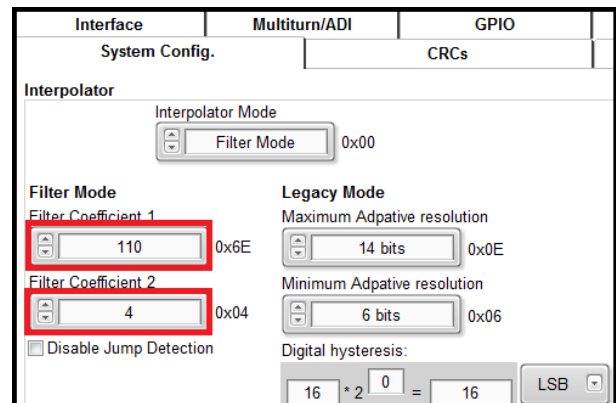 Interface Multiturn/ADI GPIO
System Config. CRCs
Interpolator
Interpolator Mode
Filter Mode 0x00
Filter Mode Legacy Mode
Filter Coefficient 1 Maximum Adpative resolution
110 0x6E 14 bits 0x0E
Filter Coefficient 2 Minimum Adpative resolution
4 0x04 6 bits 0x06
Disable Jump Detection Digital hysteresis:
16 * 2 0 = 16 LSB